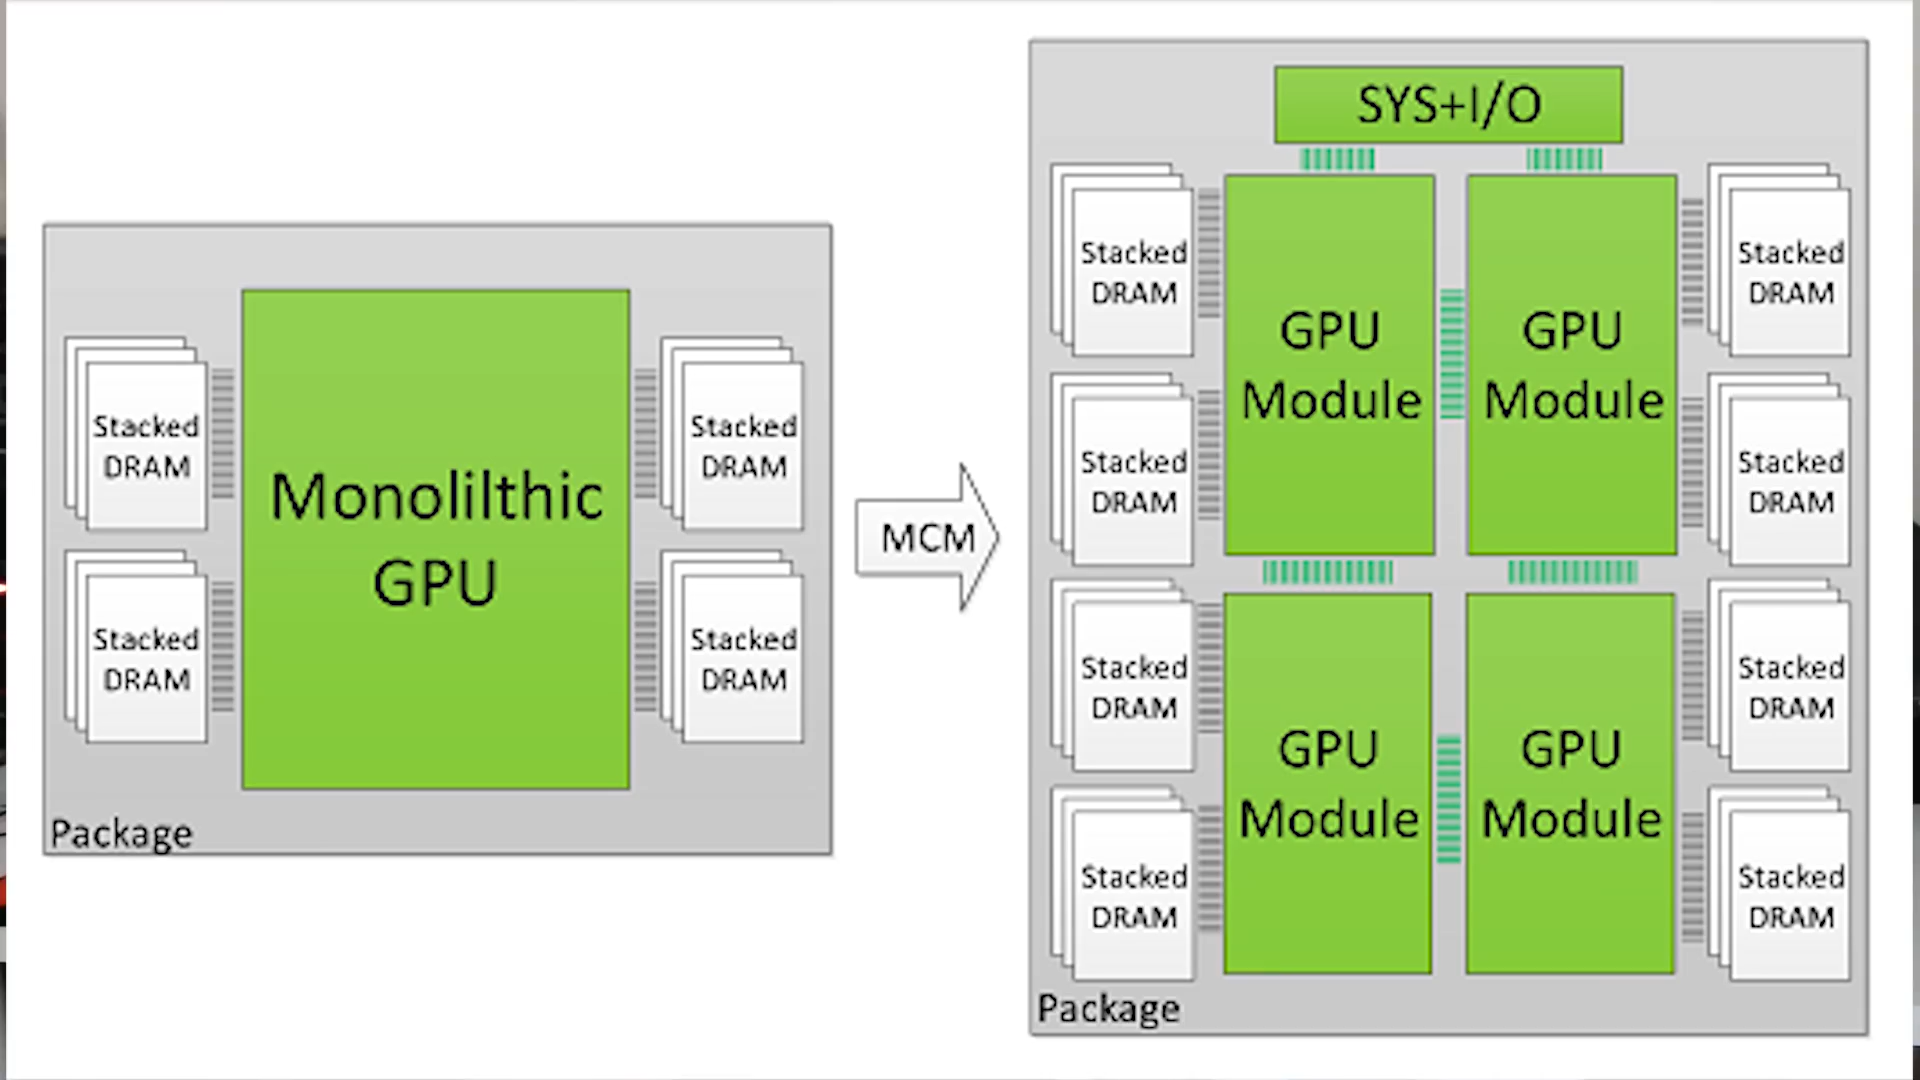 Stacked
DRAM
Stacked
DRAM
Monolilthic
GPU
Stacked
DRAM
Stacked
DRAM
Package
MCM
SYS+I/O
Stacked
DRAM
Stacked
DRAM
Stacked
DRAM
Stacked
DRAM
GPU
Module
GPU
Module
GPU
Module
GPU
Module
Stacked
DRAM
Stacked
DRAM
Stacked
DRAM
Stacked
DRAM
Package